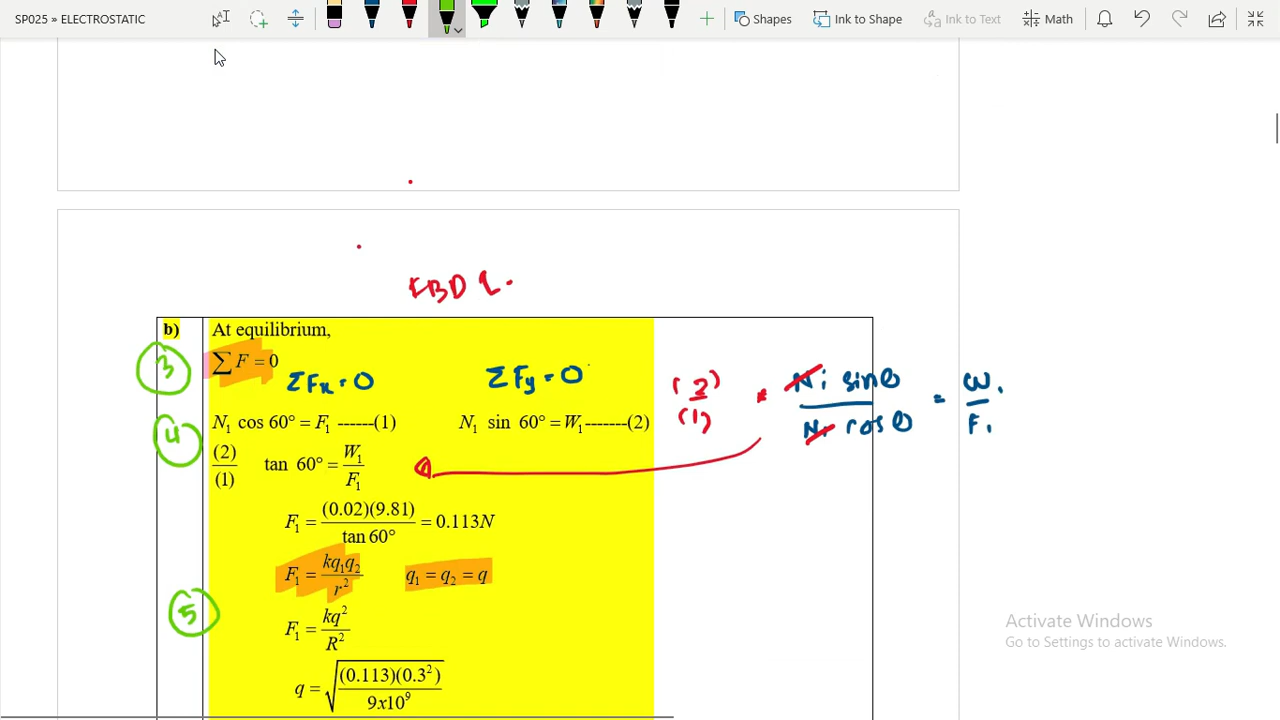 SP025 » ELECTROSTATIC
Shapes Ink to Shape Ink to Text Math
b) At equilibrium,
③ ∑F = 0
ΣFx = 0 ΣFy = 0
(2)/(1) N₁ sinθ / N₁ cosθ = W₁/F₁
④ N₁ cos 60° = F₁ ------(1) N₁ sin 60° = W₁-------(2)
(2)/(1) tan 60° = W₁/F₁
F₁ = (0.02)(9.81)/tan 60° = 0.113N
F₁ = kq₁q₂/r² q₁ = q₂ = q
⑤ F₁ = kq²/R²
q = √((0.113)(0.3²)/9x10⁹)
Activate Windows
Go to Settings to activate Windows.